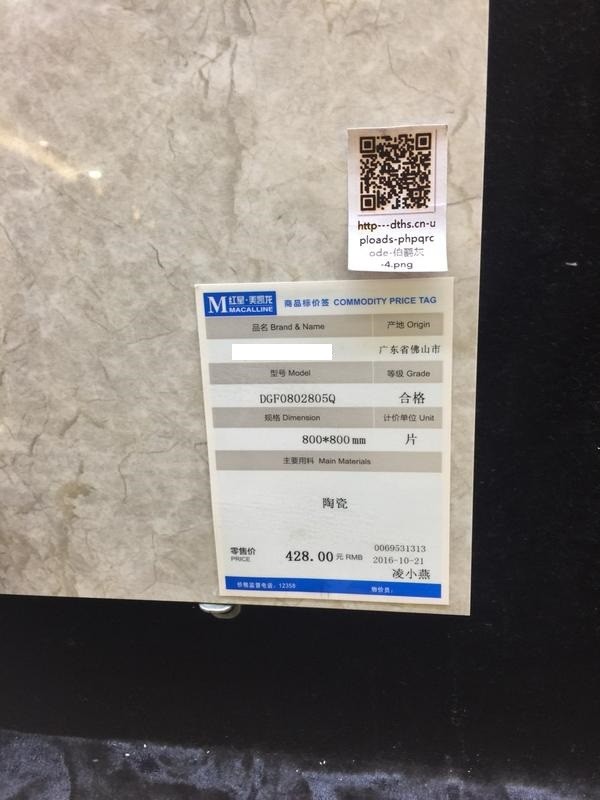 http---dths.cn-u
ploads-phpqrc
ode-伯爵灰
-4.png
M 红星·美凯龙
MACALLINE
商品标价签 COMMODITY PRICE TAG
品名 Brand & Name 产地 Origin
广东省佛山市
型号 Model 等级 Grade
DGF0802805Q 合格
规格 Dimension 计价单位 Unit
800*800mm 片
主要用料 Main Materials
陶瓷
零售价
PRICE
428.00 元 RMB
0069531313
2016-10-21
凌小燕
价格监督电话：12358 物价员：